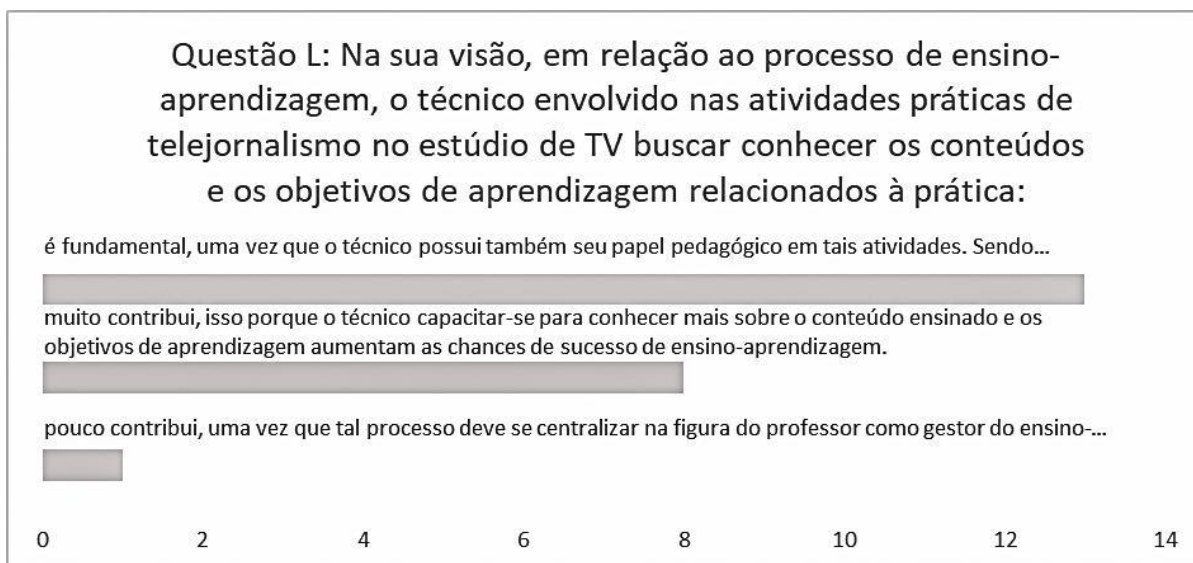 Questão L: Na sua visão, em relação ao processo de ensino-
aprendizagem, o técnico envolvido nas atividades práticas de
telejornalismo no estúdio de TV buscar conhecer os conteúdos
e os objetivos de aprendizagem relacionados à prática:
é fundamental, uma vez que o técnico possui também seu papel pedagógico em tais atividades. Sendo...
muito contribui, isso porque o técnico capacitar-se para conhecer mais sobre o conteúdo ensinado e os
objetivos de aprendizagem aumentam as chances de sucesso de ensino-aprendizagem.
pouco contribui, uma vez que tal processo deve se centralizar na figura do professor como gestor do ensino-...
0 2 4 6 8 10 12 14